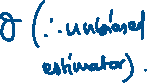 (∴ unbiased
estimator).